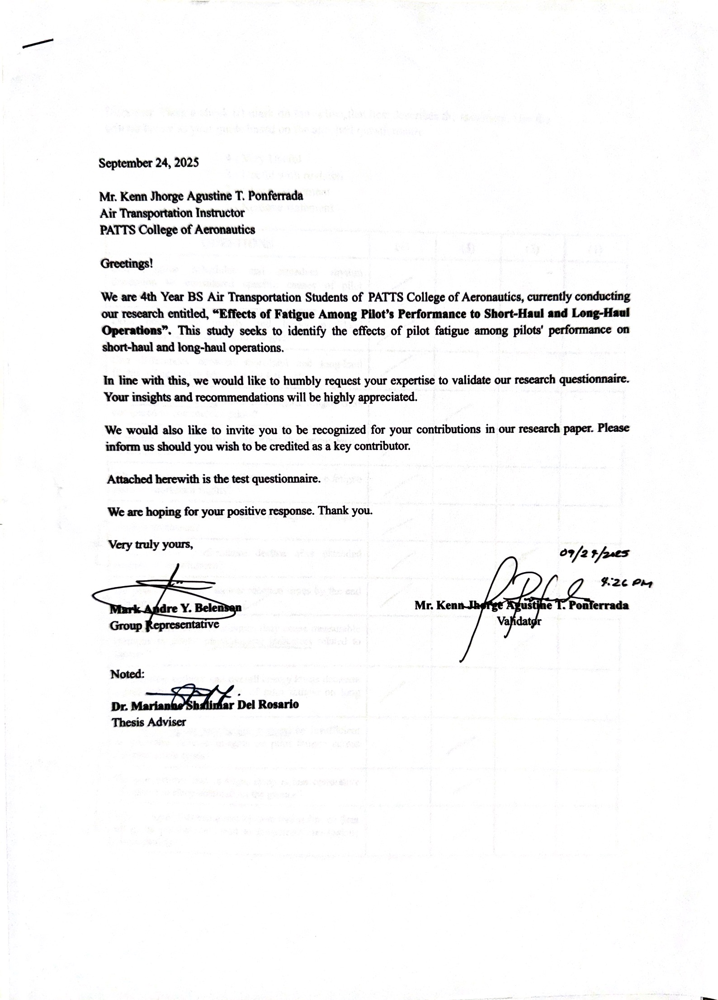 September 24, 2025
Mr. Kenn Jhorge Agustine T. Ponferrada
Air Transportation Instructor
PATTS College of Aeronautics
Greetings!
We are 4th Year BS Air Transportation Students of PATTS College of Aeronautics, currently conducting
our research entitled, “Effects of Fatigue Among Pilot’s Performance to Short-Haul and Long-Haul
Operations”. This study seeks to identify the effects of pilot fatigue among pilots' performance on
short-haul and long-haul operations.
In line with this, we would like to humbly request your expertise to validate our research questionnaire.
Your insights and recommendations will be highly appreciated.
We would also like to invite you to be recognized for your contributions in our research paper. Please
inform us should you wish to be credited as a key contributor.
Attached herewith is the test questionnaire.
We are hoping for your positive response. Thank you.
Very truly yours,
09/24/2025
4:26 PM
Mark Andre Y. Belenson
Group Representative
Mr. Kenn Jhorge Agustine T. Ponferrada
Validator
Noted:
Dr. Marianne Shalimar Del Rosario
Thesis Adviser